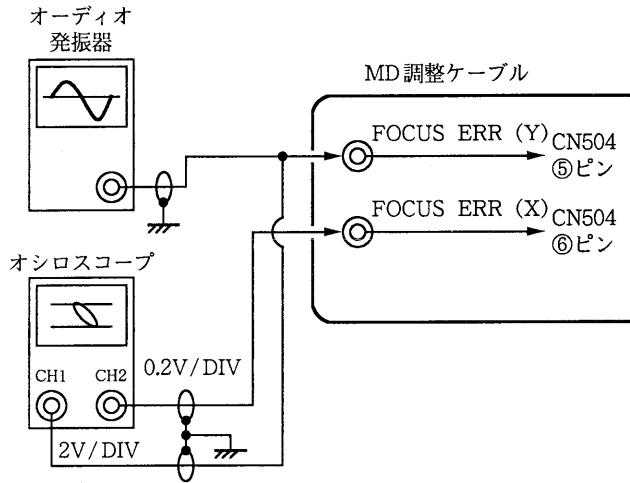 オーディオ
発振器
MD調整ケーブル
FOCUS ERR (Y)
CN504
⑤ピン
FOCUS ERR (X)
CN504
⑥ピン
オシロスコープ
CH1
CH2
0.2V/DIV
2V/DIV